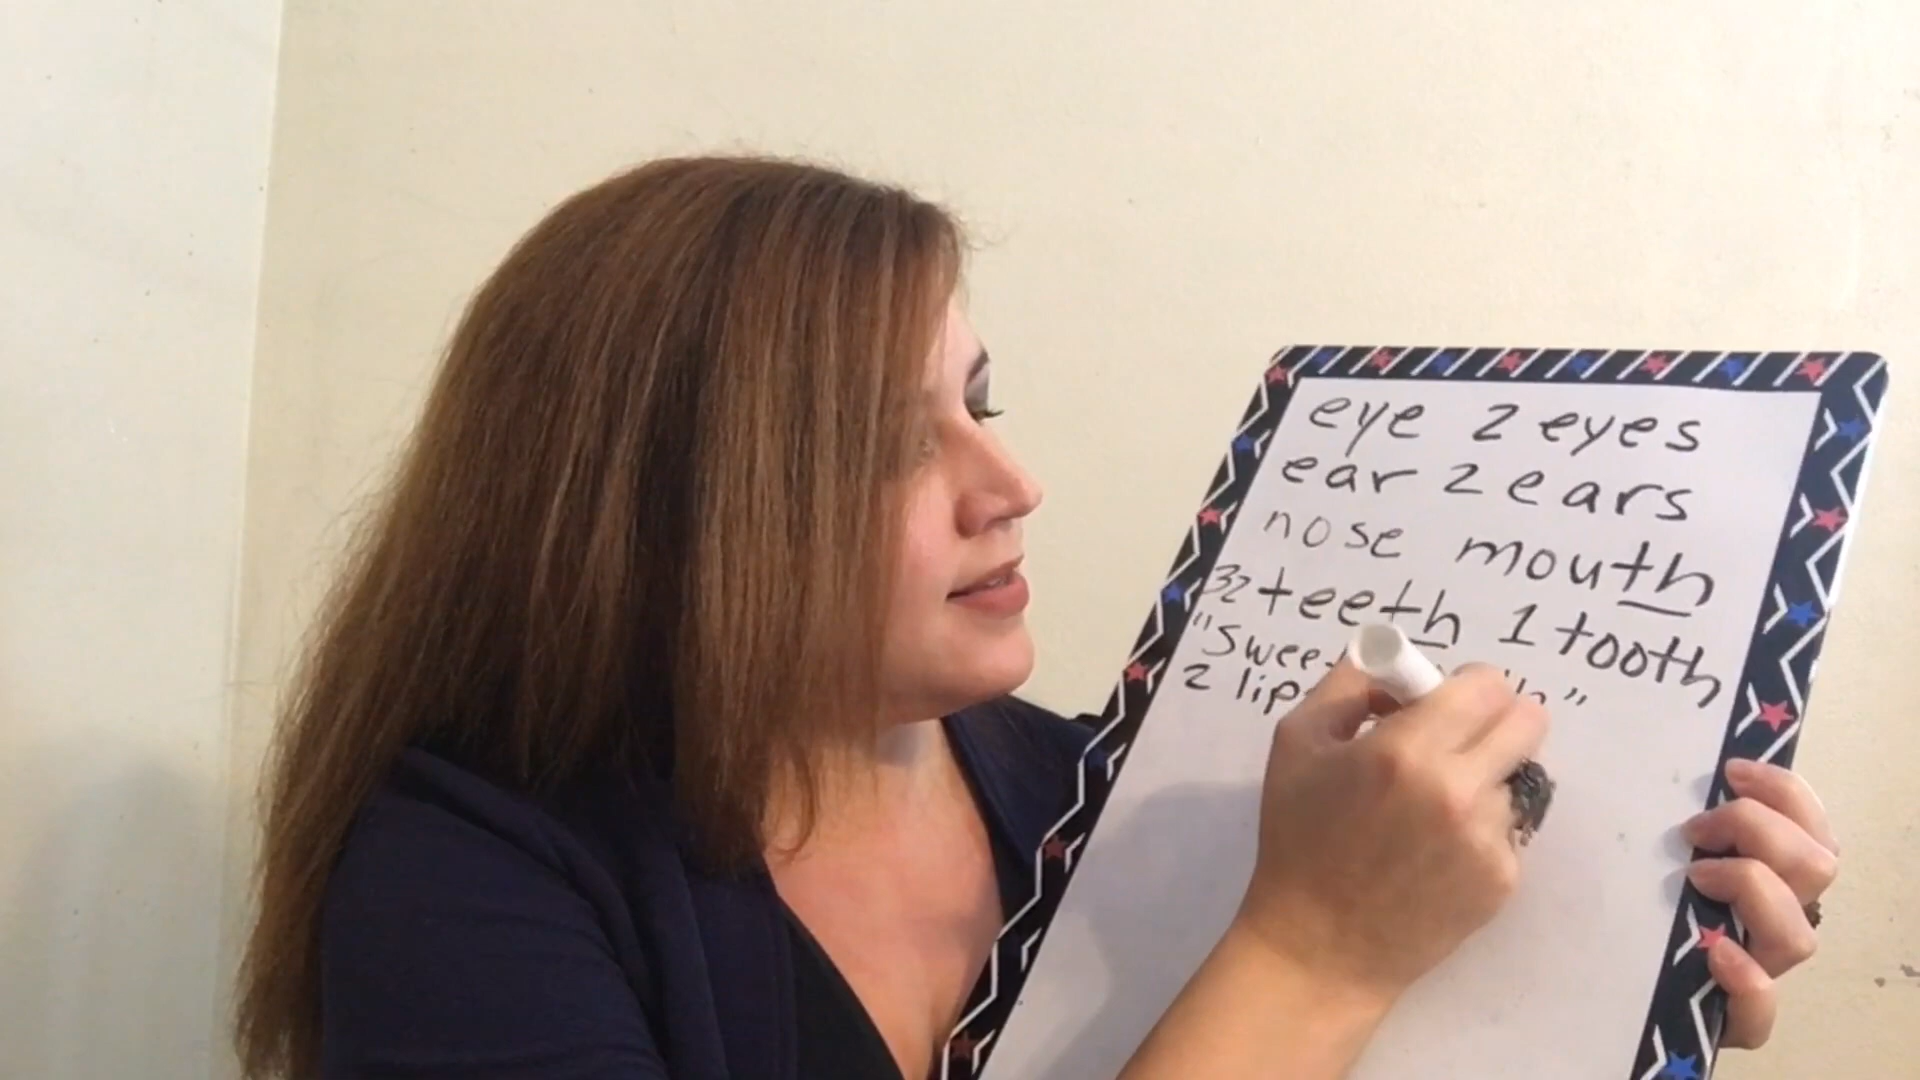 eye 2 eyes
ear 2 ears
nose mouth
32 teeth 1 tooth
"sweet
2 lip